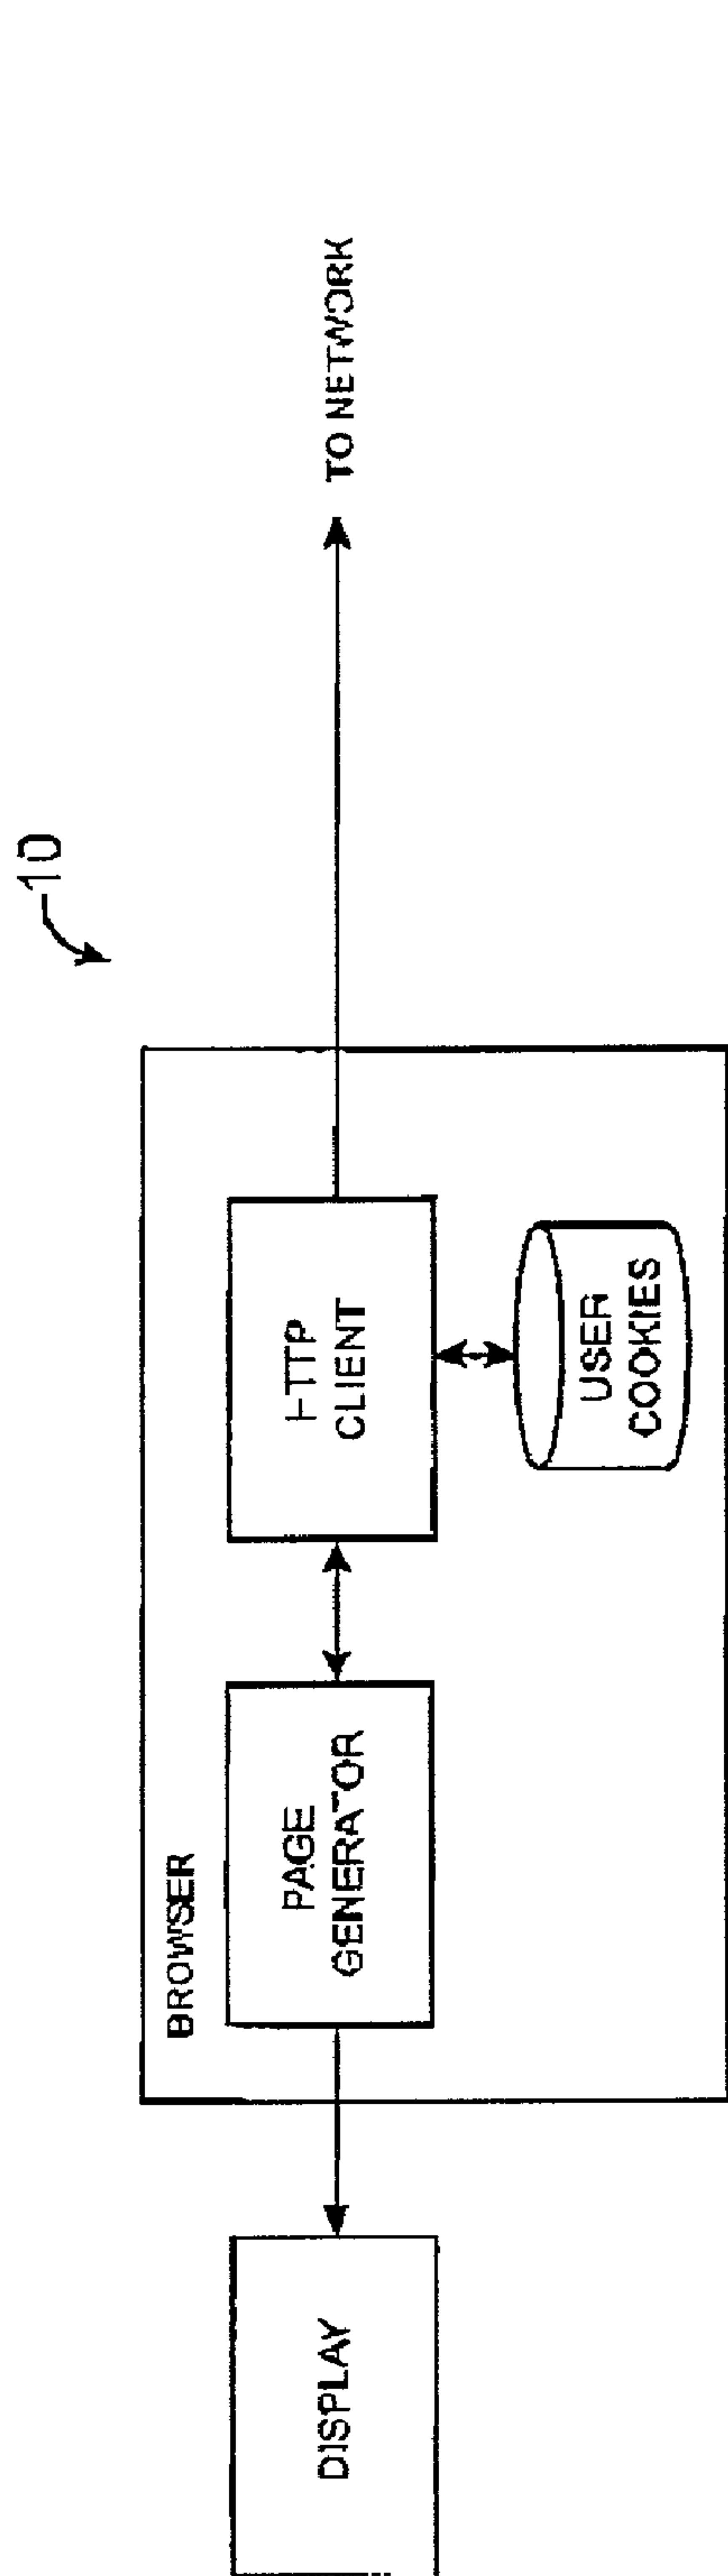 10
BROWSER
DISPLAY
PAGE
GENERATOR
HTTP
CLIENT
TO NETWORK
USER
COOKIES